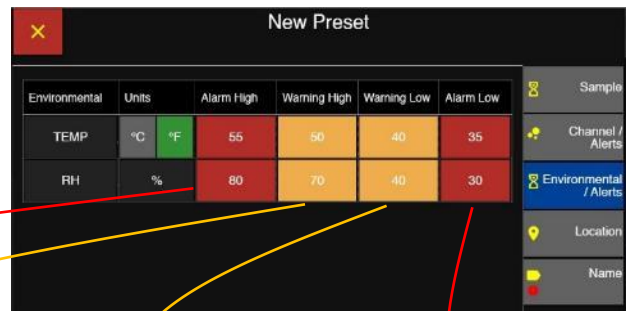 ×
New Preset
Environmental Units Alarm High Warning High Warning Low Alarm Low
TEMP °C °F 55 50 40 35
RH % 80 70 40 30
Sample
Channel /
Alerts
Environmental
/ Alerts
Location
Name